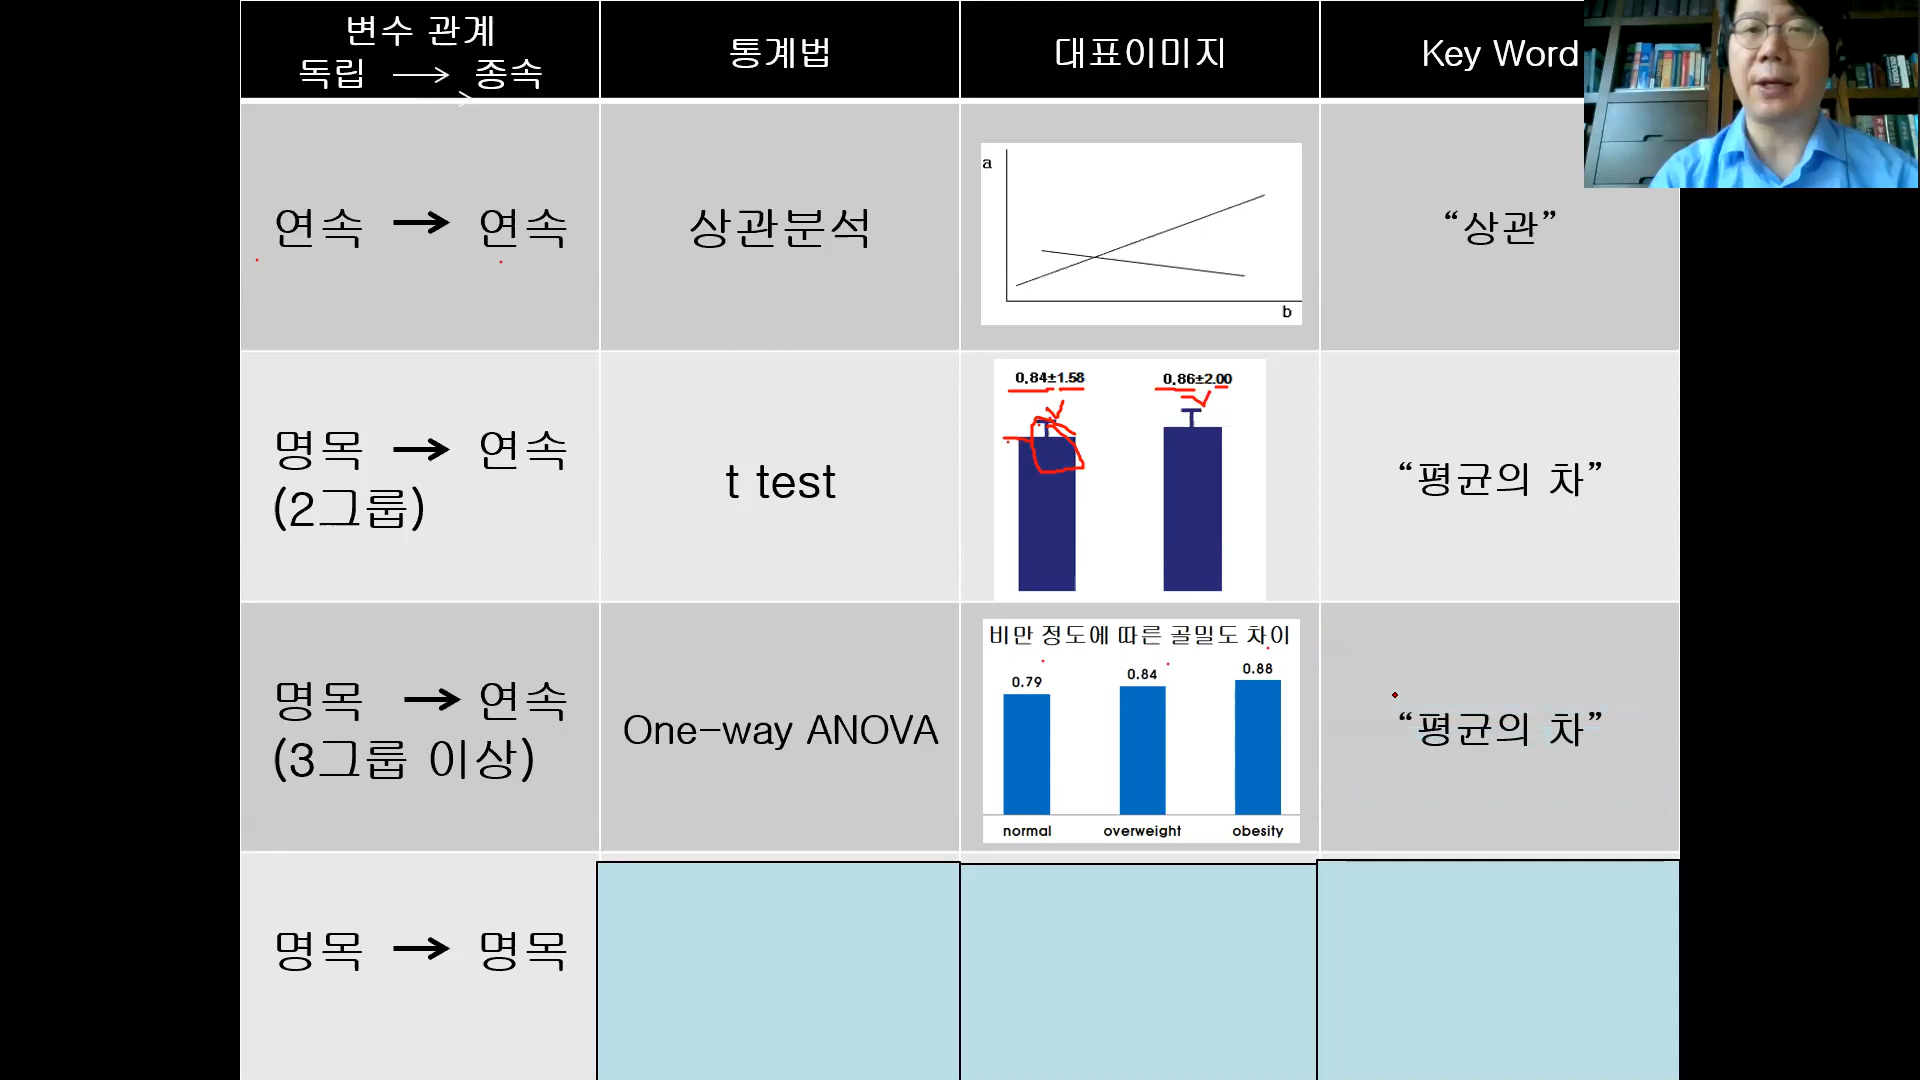 변수 관계
독립 → 종속
통계법
대표이미지
Key Word
연속 → 연속
상관분석
a
b
“상관”
명목 → 연속
(2그룹)
t test
0.84±1.58
0.86±2.00
“평균의 차”
명목 → 연속
(3그룹 이상)
One-way ANOVA
비만 정도에 따른 골밀도 차이
0.79
0.84
0.88
normal
overweight
obesity
“평균의 차”
명목 → 명목